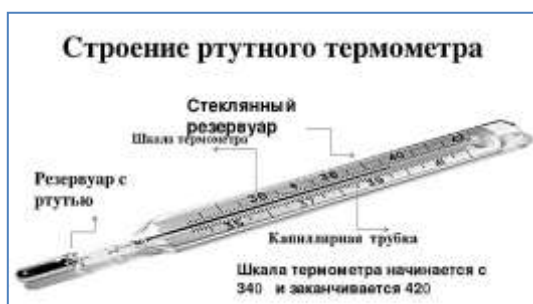 Строение ртутного термометра
Стеклянный
резервуар
Шкала термометра
Резервуар с
ртутью
Капиллярная трубка
Шкала термометра начинается с
340 и заканчивается 420